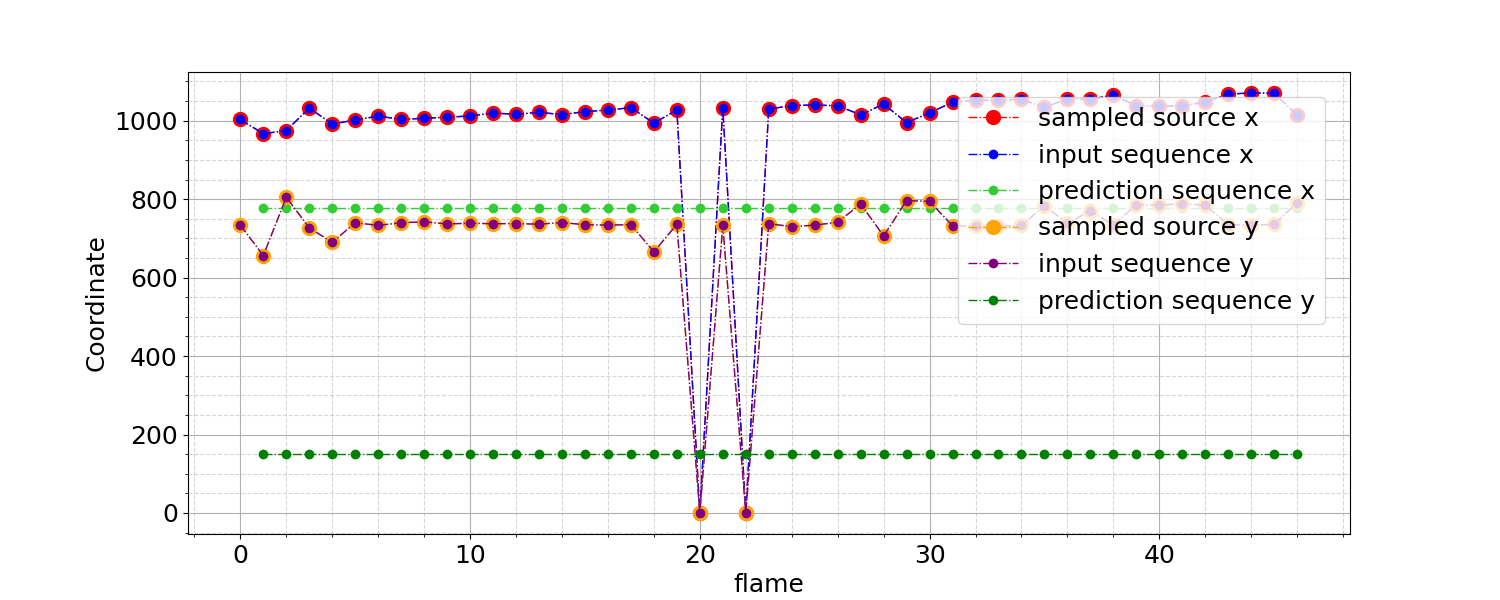 1000
800
600
400
200
0
Coordinate
0 10 20 30 40
flame
sampled source x
input sequence x
prediction sequence x
sampled source y
input sequence y
prediction sequence y